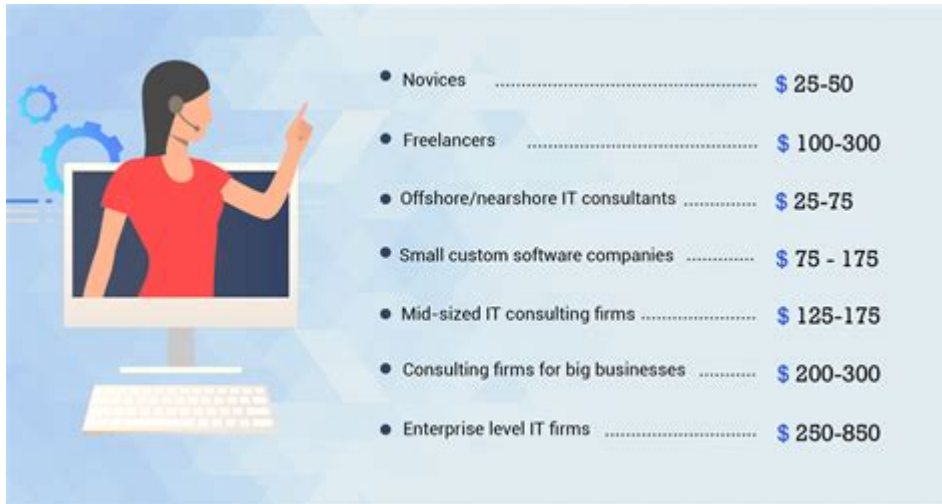 • Novices ........................ $ 25-50
• Freelancers ........................ $ 100-300
• Offshore/nearshore IT consultants ............. $ 25-75
• Small custom software companies ............. $ 75 - 175
• Mid-sized IT consulting firms ...................... $ 125-175
• Consulting firms for big businesses ........... $ 200-300
• Enterprise level IT firms ............................. $ 250-850